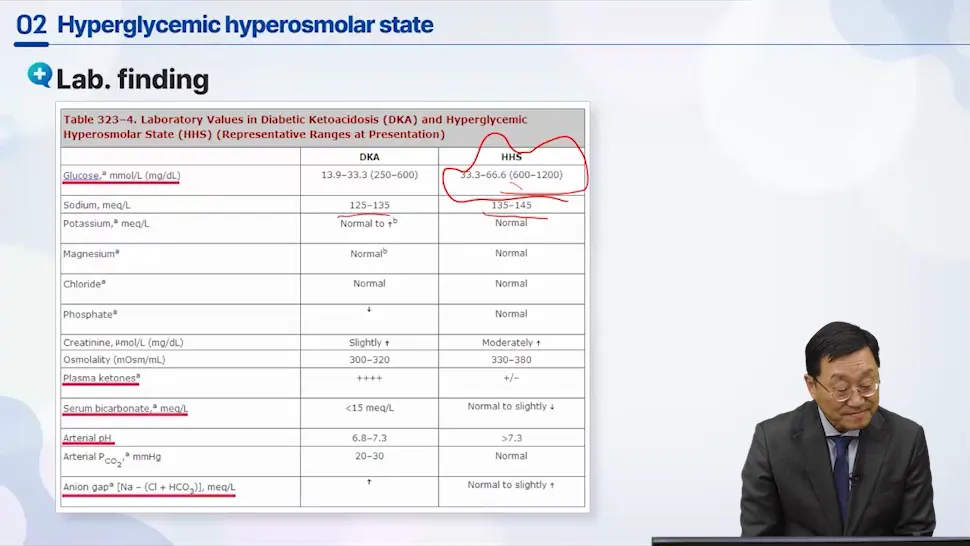 02 Hyperglycemic hyperosmolar state
Lab. finding
Table 323–4. Laboratory Values in Diabetic Ketoacidosis (DKA) and Hyperglycemic
Hyperosmolar State (HHS) (Representative Ranges at Presentation)
DKA HHS
Glucose,ᵃ mmol/L (mg/dL) 13.9–33.3 (250–600) 33.3–66.6 (600–1200)
Sodium, meq/L 125–135 135–145
Potassium,ᵃ meq/L Normal to ↑ᵇ Normal
Magnesiumᵃ Normalᵇ Normal
Chlorideᵃ Normal Normal
Phosphateᵃ ↓ Normal
Creatinine, μmol/L (mg/dL) Slightly ↑ Moderately ↑
Osmolality (mOsm/mL) 300–320 330–380
Plasma ketonesᵃ ++++ +/–
Serum bicarbonate,ᵃ meq/L <15 meq/L Normal to slightly ↓
Arterial pH 6.8–7.3 >7.3
Arterial PCO₂,ᵃ mmHg 20–30 Normal
Anion gapᵃ [Na – (Cl + HCO₃)], meq/L ↑ Normal to slightly ↑